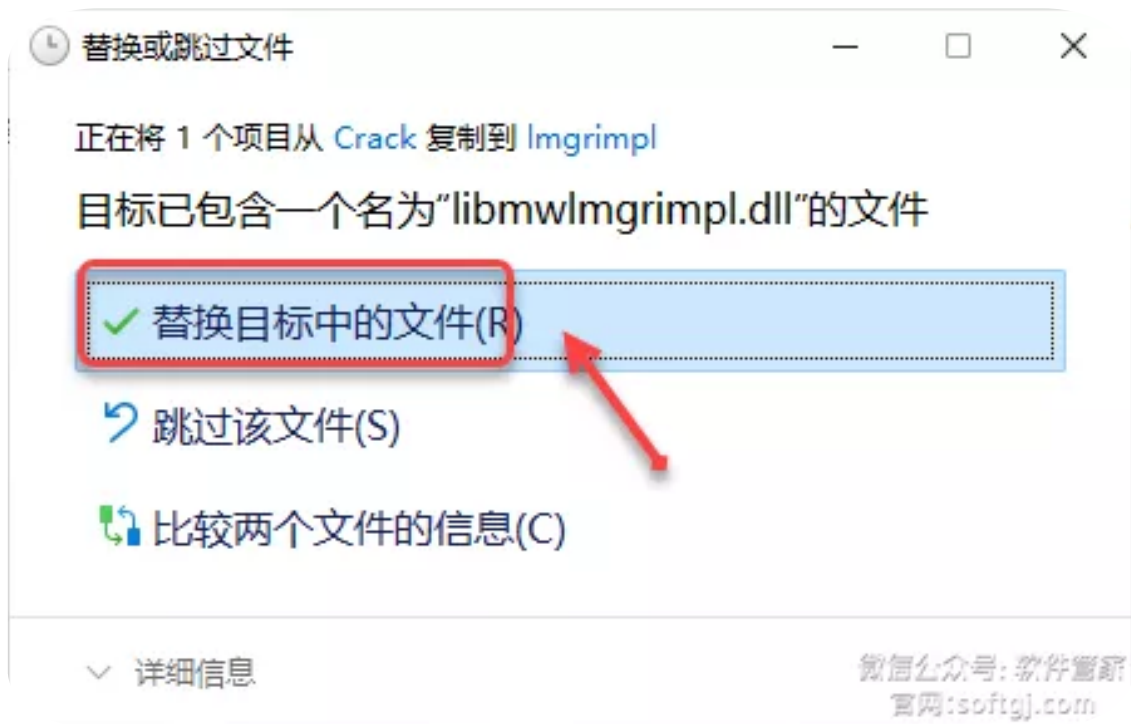 替换或跳过文件
正在将 1 个项目从 Crack 复制到 lmgrimpl
目标已包含一个名为“libmwlmgrimpl.dll”的文件
替换目标中的文件(R)
跳过该文件(S)
比较两个文件的信息(C)
详细信息
微信公众号: 软件管家
官网:softgj.com